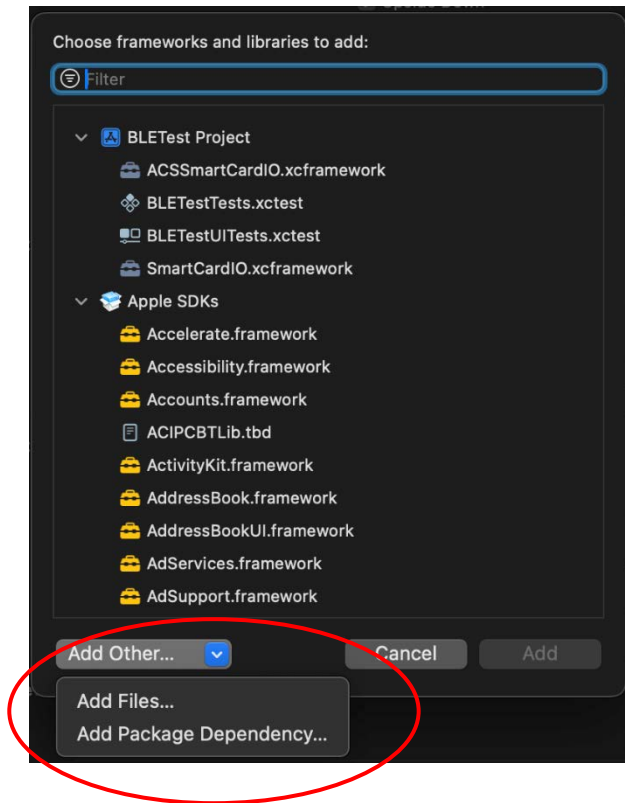 Choose frameworks and libraries to add:
Filter
BLETest Project
ACSSmartCardIO.xcframework
BLETestTests.xctest
BLETestUITests.xctest
SmartCardIO.xcframework
Apple SDKs
Accelerate.framework
Accessibility.framework
Accounts.framework
ACIPCBTLib.tbd
ActivityKit.framework
AddressBook.framework
AddressBookUI.framework
AdServices.framework
AdSupport.framework
Add Other... Cancel Add
Add Files...
Add Package Dependency...